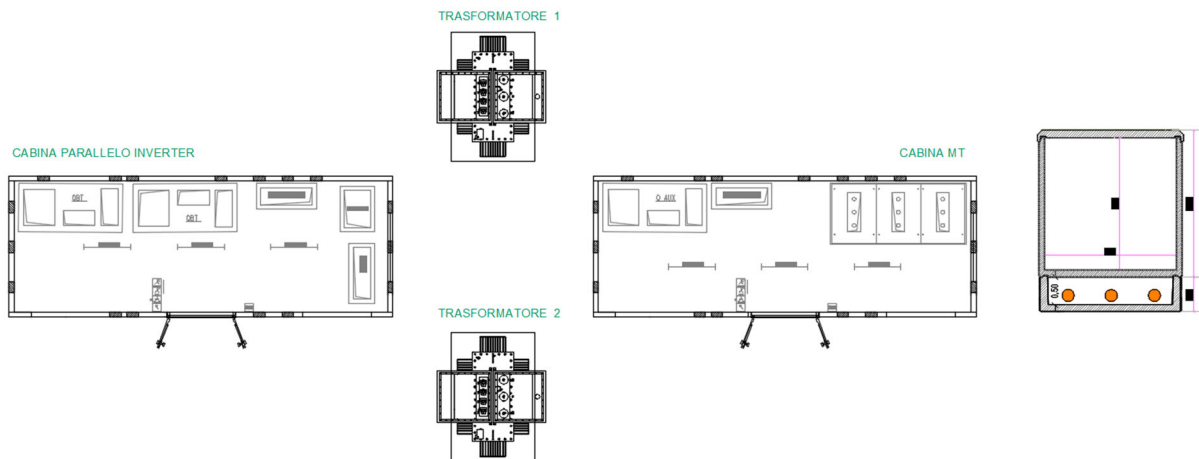 TRASFORMATORE 1
CABINA PARALLELO INVERTER
CABINA MT
QBT
QBT
Q AUX
0,50
TRASFORMATORE 2